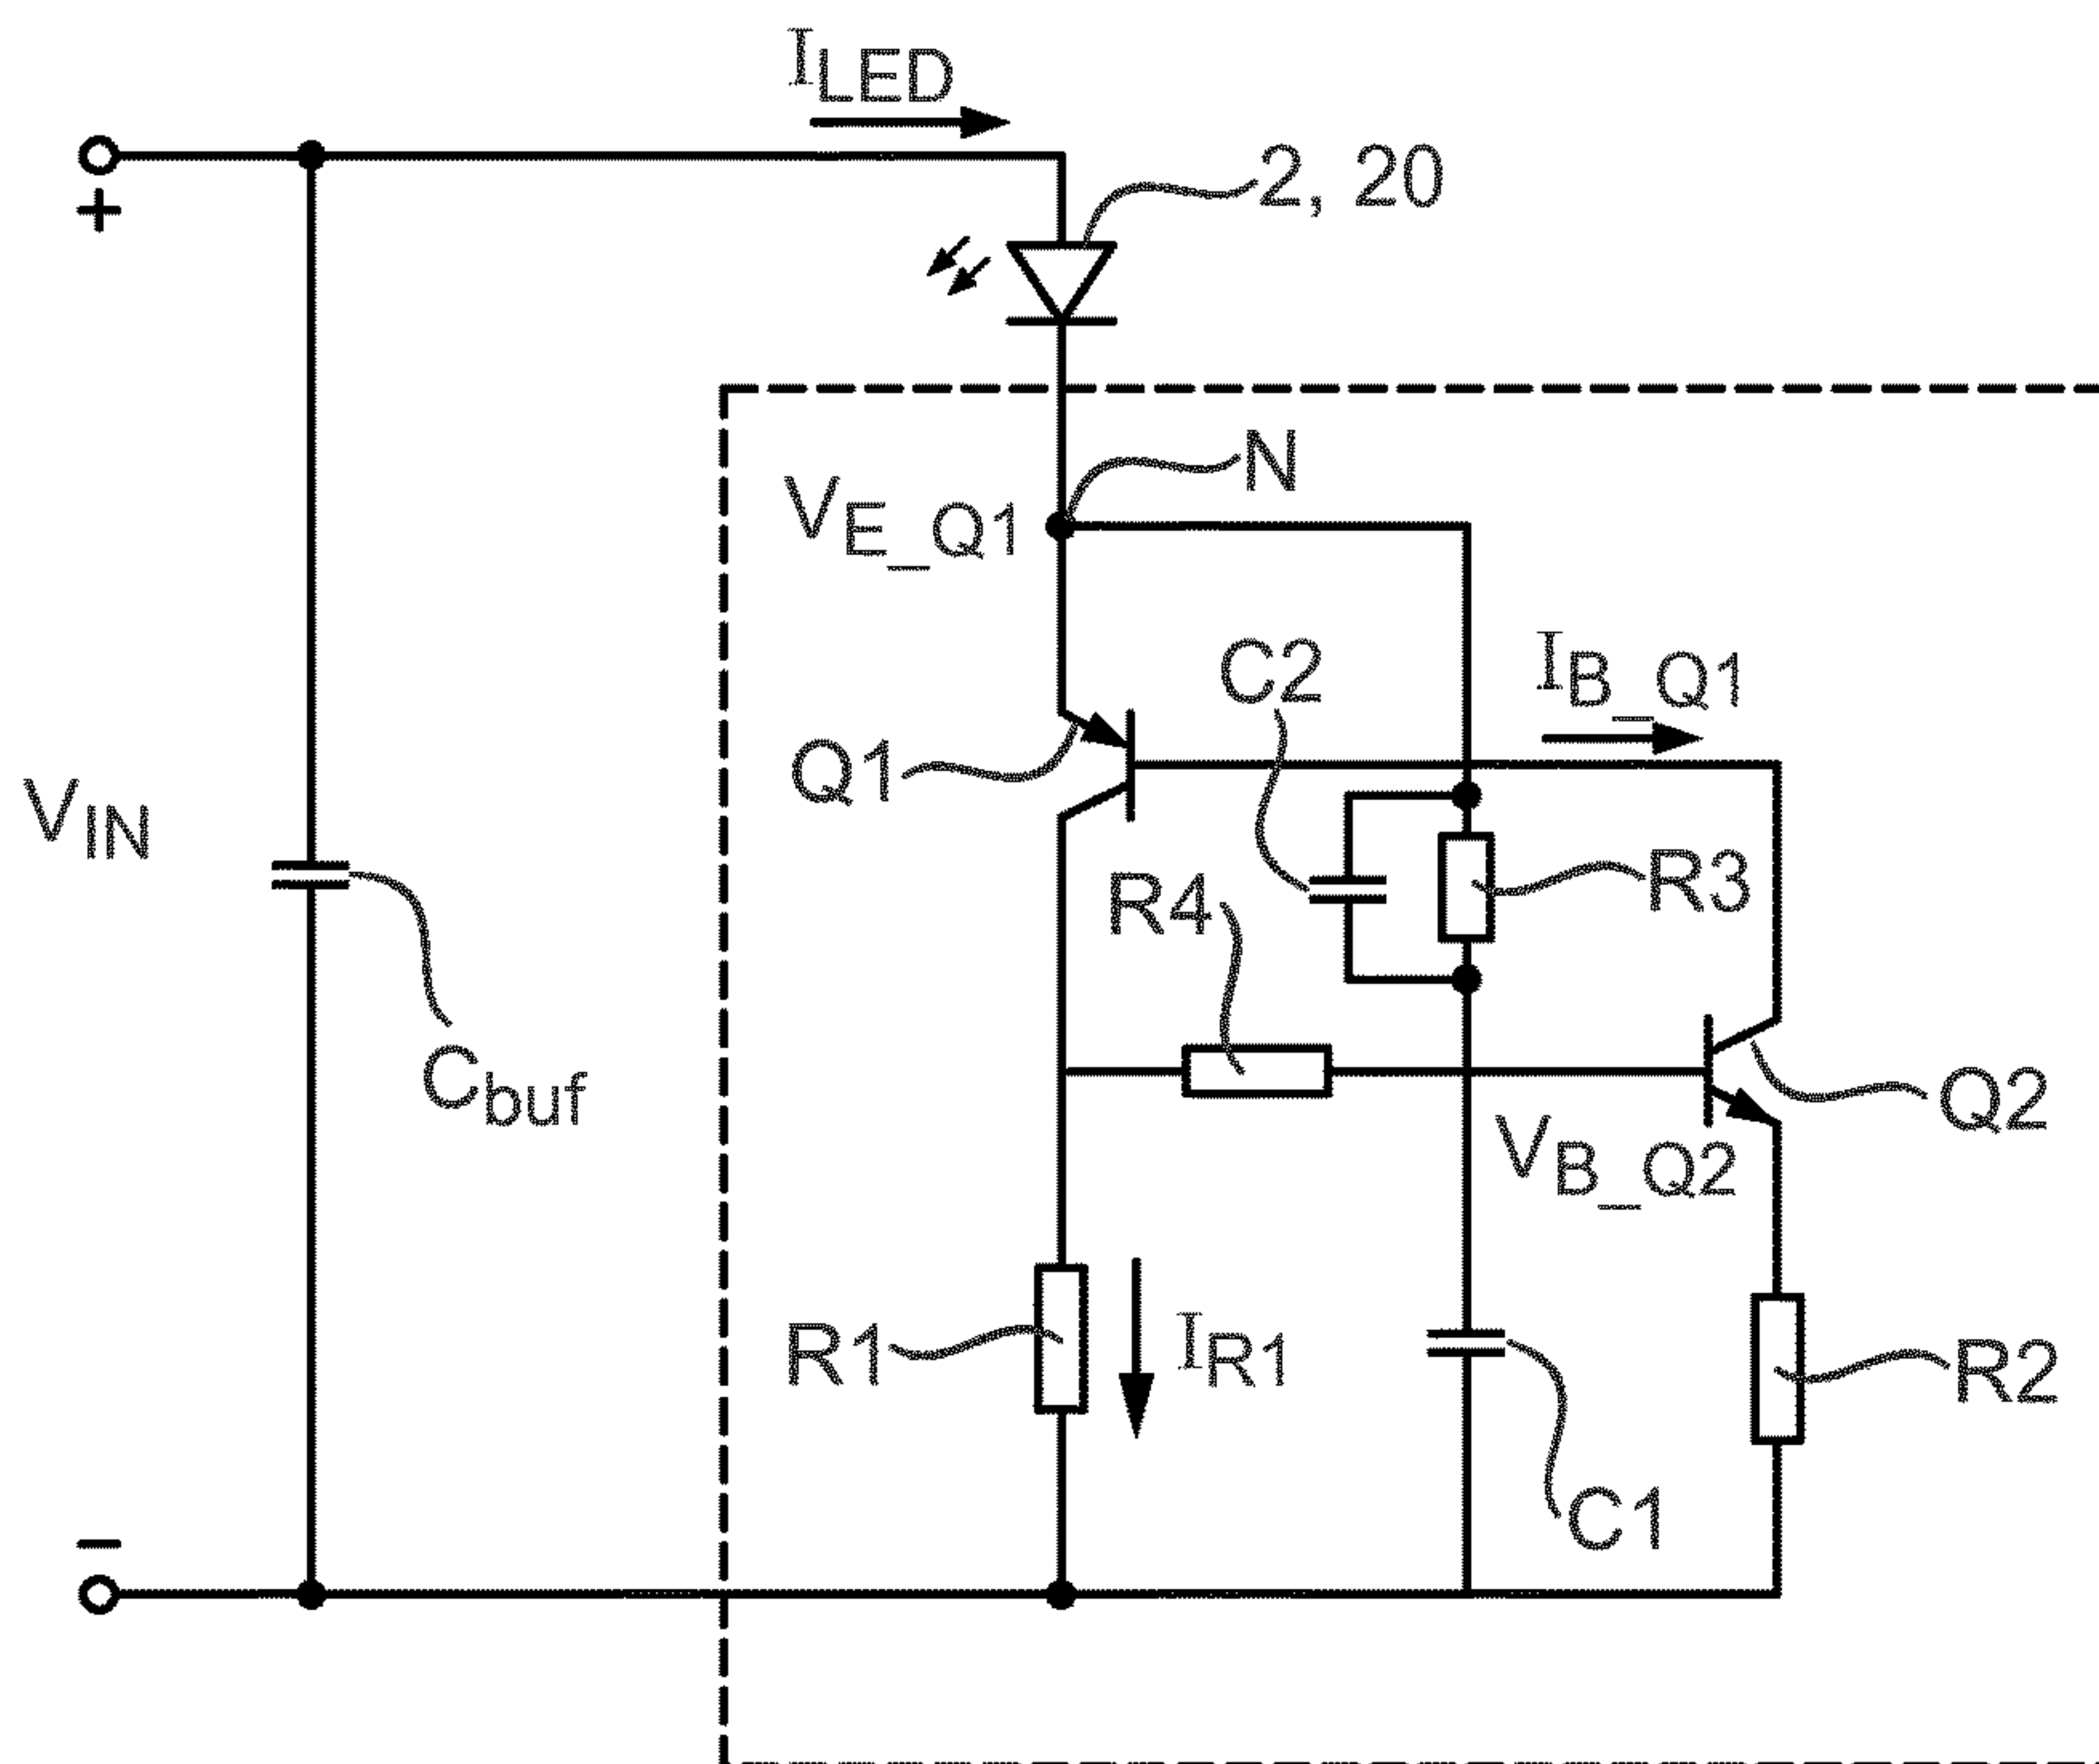 I_LED
+
2, 20
N
V_E_Q1
C2
I_B_Q1
Q1
V_IN
R4
R3
C_buf
Q2
V_B_Q2
R1
I_R1
R2
C1
−